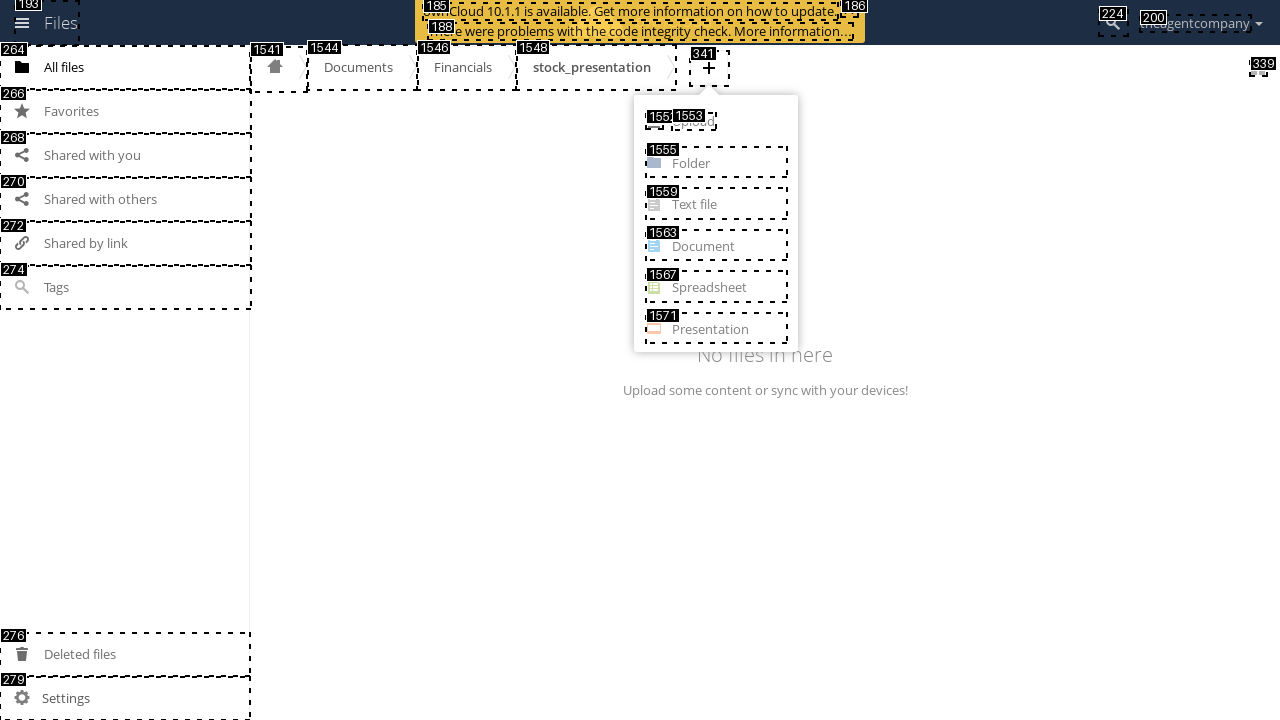 193
Files
185
Cloud 10.1.1 is available. Get more information on how to update.
186
188
ere were problems with the code integrity check. More information…
224
200
agentcompany
264
All files
1541
1544
Documents
1546
Financials
1548
stock_presentation
341
339
266
Favorites
268
Shared with you
270
Shared with others
272
Shared by link
274
Tags
1553
Upload
1555
Folder
1559
Text file
1563
Document
1567
Spreadsheet
1571
Presentation
No files in here
Upload some content or sync with your devices!
276
Deleted files
279
Settings